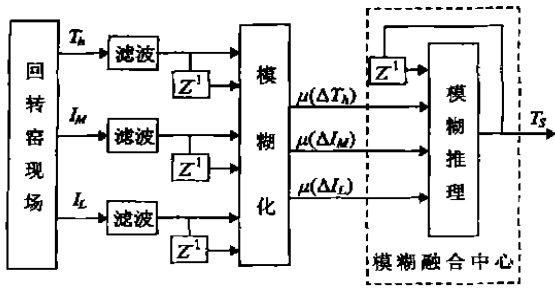 回转窑现场
T_h
滤波
Z⁻¹
I_M
滤波
Z⁻¹
I_L
滤波
Z⁻¹
模糊化
μ(ΔT_h)
μ(ΔI_M)
μ(ΔI_L)
Z⁻¹
模糊推理
T_S
模糊融合中心